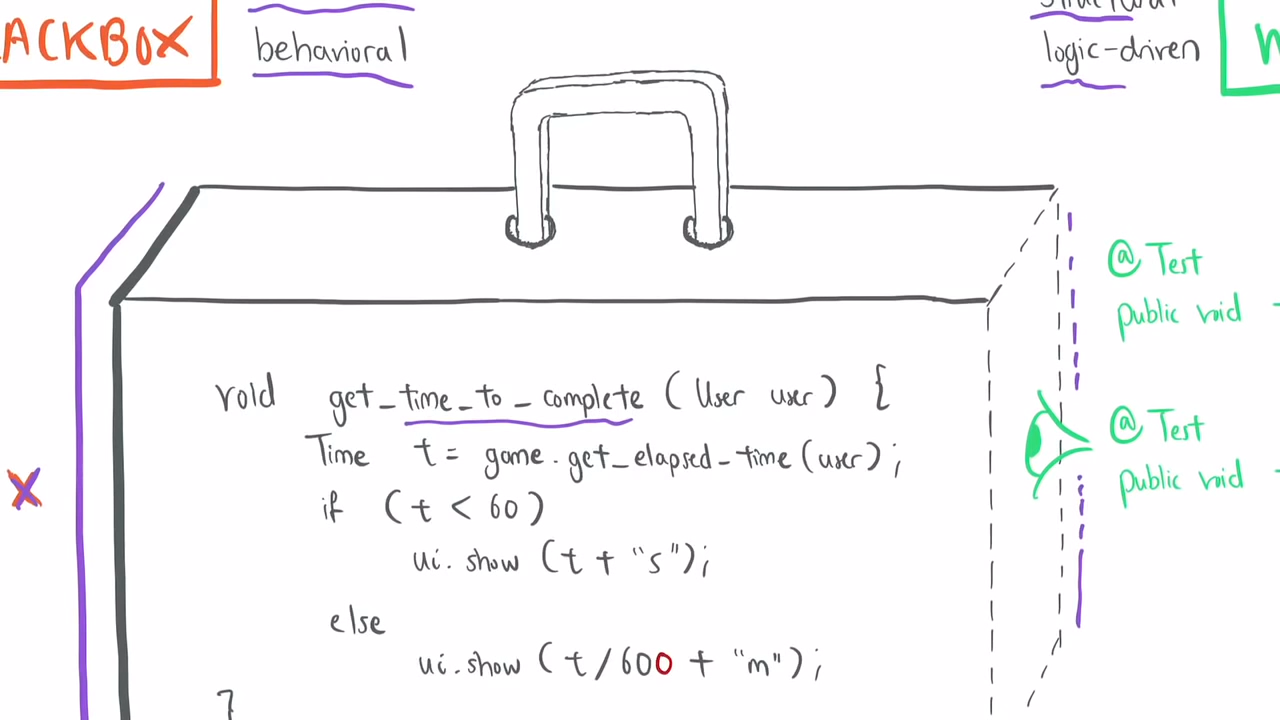 ACKBOX
behavioral
logic-driven
void get_time_to_complete (User user) {
Time t = game.get_elapsed_time(user);
if (t < 60)
ui.show (t + "s");
else
ui.show (t/600 + "m");
}
@Test
public void
@Test
public void